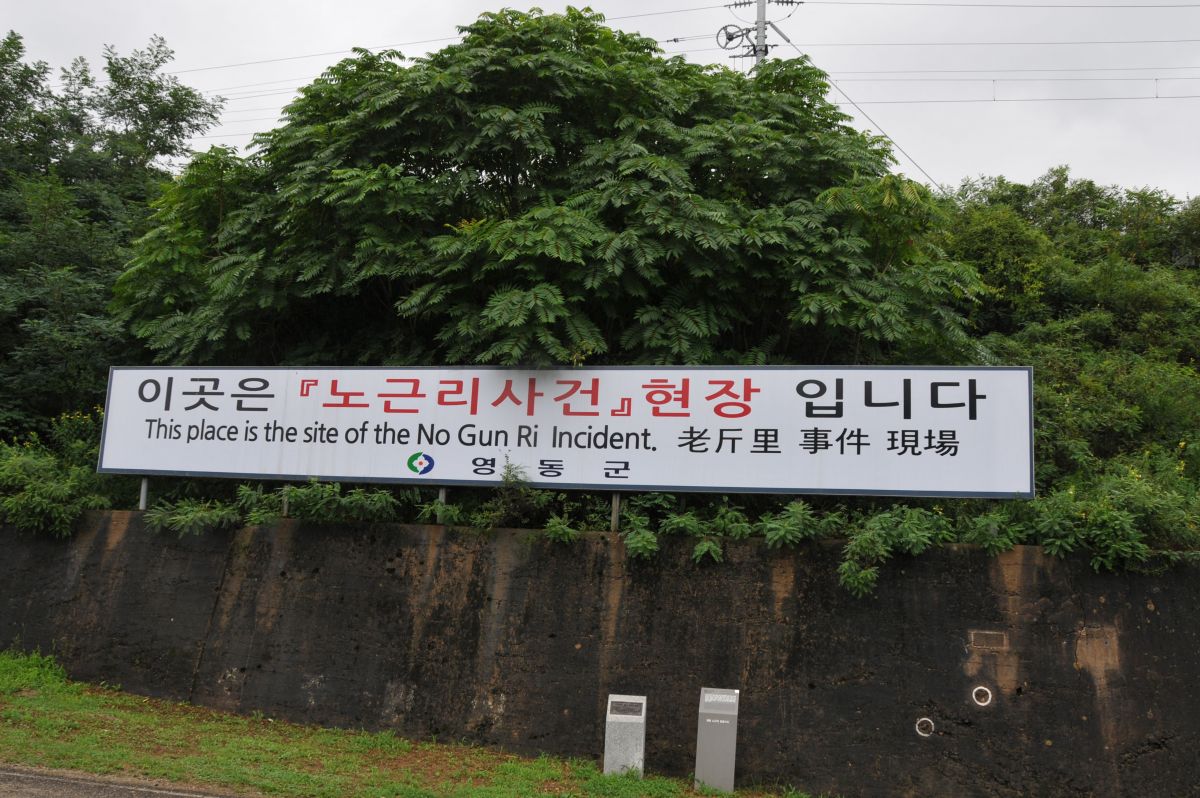 이곳은 『노근리사건』현장 입니다
This place is the site of the No Gun Ri Incident. 老斤里 事件 現場
영동군